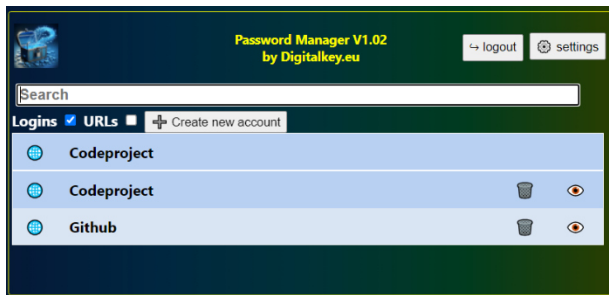 Password Manager V1.02
by Digitalkey.eu
logout
settings
Search
Logins URLs Create new account
Codeproject
Codeproject
Github